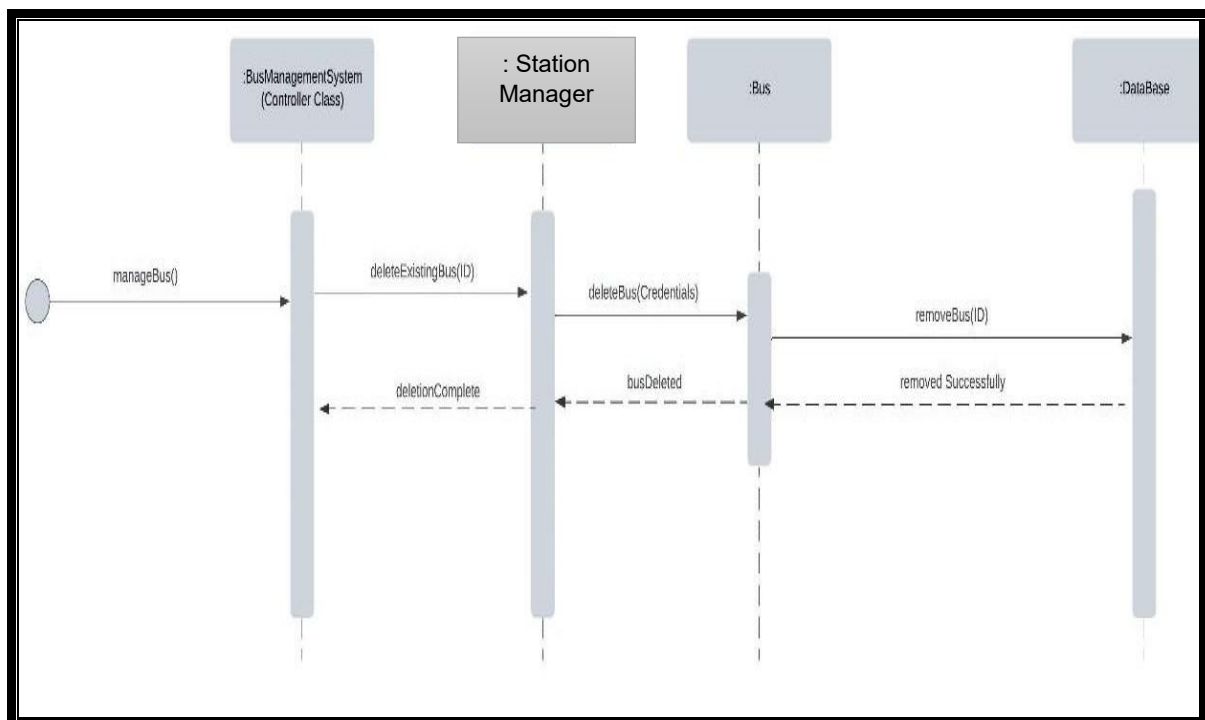 :BusManagementSystem
(Controller Class)
: Station
Manager
:Bus
:DataBase
manageBus()
deleteExistingBus(ID)
deleteBus(Credentials)
removeBus(ID)
deletionComplete
busDeleted
removed Successfully